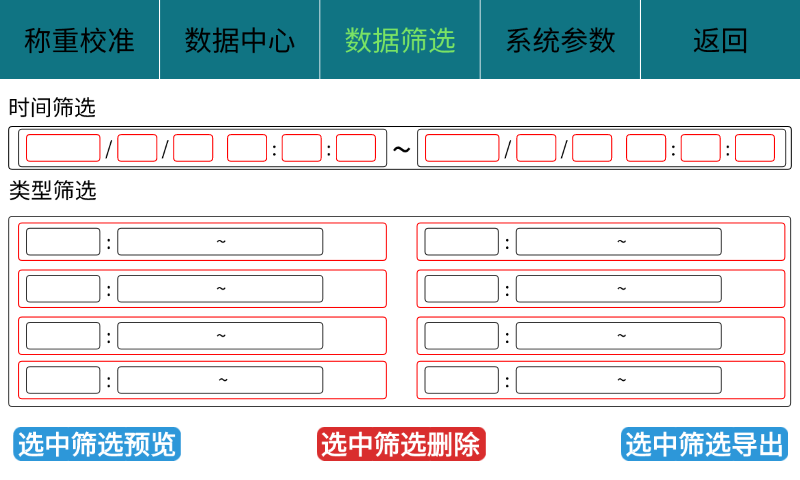 称重校准 数据中心 数据筛选 系统参数 返回
时间筛选
/ / : : ~ / / : :
类型筛选
: ~ : ~
: ~ : ~
: ~ : ~
: ~ : ~
选中筛选预览 选中筛选删除 选中筛选导出